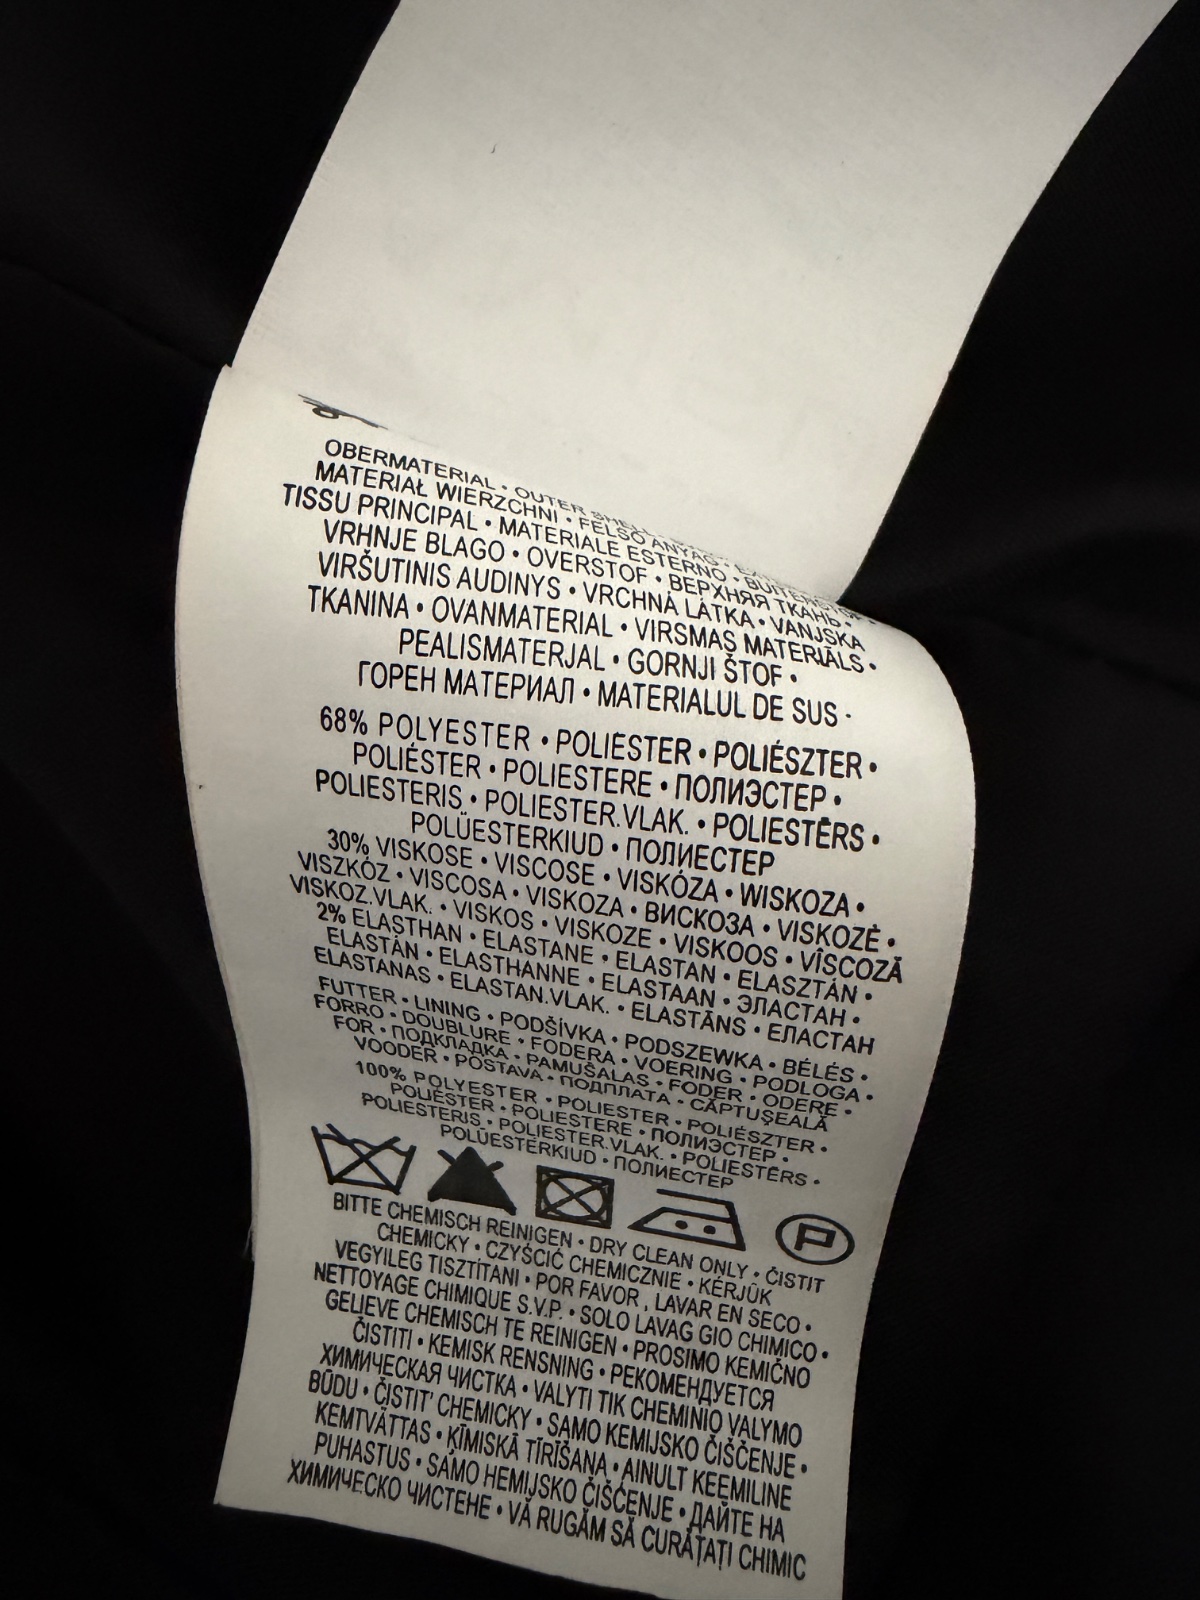 OBERMATERIAL • OUTER SHELL
MATERIAŁ WIERZCHNI • FELSO ANYAG •
TISSU PRINCIPAL • MATERIALE ESTERNO • BUITENSTOF •
VRHNJE BLAGO • OVERSTOF • ВЕРХНЯЯ ТКАНЬ •
VIRŠUTINIS AUDINYS • VRCHNÁ LÁTKA • VANJSKA
TKANINA • OVANMATERIAL • VIRSMAS MATERIĀLS •
PEALISMATERJAL • GORNJI ŠTOF •
ГОРЕН МАТЕРИАЛ • MATERIALUL DE SUS ·
68% POLYESTER • POLIESTER • POLIÉSZTER •
POLIÉSTER • POLIESTERE • ПОЛИЭСТЕР •
POLIESTERIS • POLIESTER.VLAK. • POLIESTĒRS •
POLÜESTERKIUD • ПОЛИЕСТЕР
30% VISKOSE • VISCOSE • VISKÓZA • WISKOZA •
VISZKÓZ • VISCOSA • VISKOZA • ВИСКОЗА • VISKOZĖ •
VISKOZ.VLAK. • VISKOS • VISKOZE • VISKOOS • VÎSCOZĂ
2% ELASTHAN • ELASTANE • ELASTAN • ELASZTÁN •
ELASTÁN • ELASTHANNE • ELASTAAN • ЭЛАСТАН •
ELASTANAS • ELASTAN.VLAK. • ELASTĀNS • ЕЛАСТАН
FUTTER • LINING • PODŠÍVKA • PODSZEWKA • BÉLÉS •
FORRO • DOUBLURE • FODERA • VOERING • PODLOGA •
FOR • ПОДКЛАДКА • PAMUŠALAS • FODER • ODERE •
VOODER • POSTAVA • ПОДПЛАТА • CĂPTUŞEALĂ
100% POLYESTER • POLIESTER • POLIÉSZTER •
POLIÉSTER • POLIESTERE • ПОЛИЭСТЕР •
POLIESTERIS • POLIESTER.VLAK. • POLIESTĒRS •
POLÜESTERKIUD • ПОЛИЕСТЕР
P
BITTE CHEMISCH REINIGEN • DRY CLEAN ONLY • ČISTIT
CHEMICKY • CZYŚCIĆ CHEMICZNIE • KÉRJÜK
VEGYILEG TISZTÍTANI • POR FAVOR , LAVAR EN SECO •
NETTOYAGE CHIMIQUE S.V.P. • SOLO LAVAG GIO CHIMICO •
GELIEVE CHEMISCH TE REINIGEN • PROSIMO KEMIČNO
ČISTITI • KEMISK RENSNING • РЕКОМЕНДУЕТСЯ
ХИМИЧЕСКАЯ ЧИСТКА • VALYTI TIK CHEMINIO VALYMO
BŪDU • ČISTIT' CHEMICKY • SAMO KEMIJSKO ČIŠČENJE •
KEMTVÄTTAS • ĶĪMISKĀ TĪRĪŠANA • AINULT KEEMILINE
PUHASTUS • SAMO HEMIJSKO ČIŠĆENJE • ДАЙТЕ НА
ХИМИЧЕСКО ЧИСТЕНЕ • VĂ RUGĂM SĂ CURĂŢAŢI CHIMIC